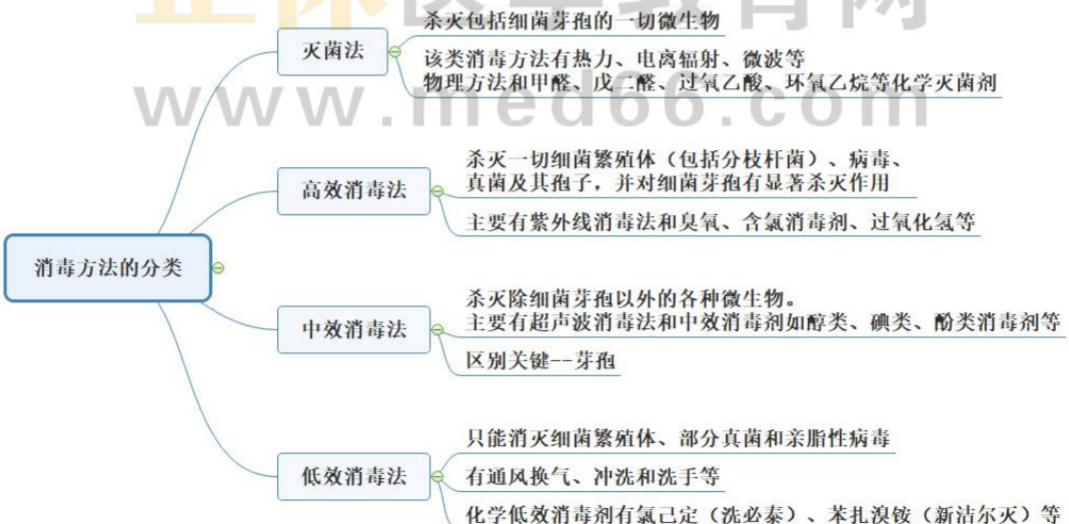 正保医学教育网
杀灭包括细菌芽孢的一切微生物
灭菌法
该类消毒方法有热力、电离辐射、微波等
物理方法和甲醛、戊二醛、过氧乙酸、环氧乙烷等化学灭菌剂
www.med66.com
杀灭一切细菌繁殖体（包括分枝杆菌）、病毒、
真菌及其孢子，并对细菌芽孢有显著杀灭作用
高效消毒法
主要有紫外线消毒法和臭氧、含氯消毒剂、过氧化氢等
消毒方法的分类
杀灭除细菌芽孢以外的各种微生物。
主要有超声波消毒法和中效消毒剂如醇类、碘类、酚类消毒剂等
中效消毒法
区别关键--芽孢
只能消灭细菌繁殖体、部分真菌和亲脂性病毒
低效消毒法
有通风换气、冲洗和洗手等
化学低效消毒剂有氯己定（洗必泰）、苯扎溴铵（新洁尔灭）等